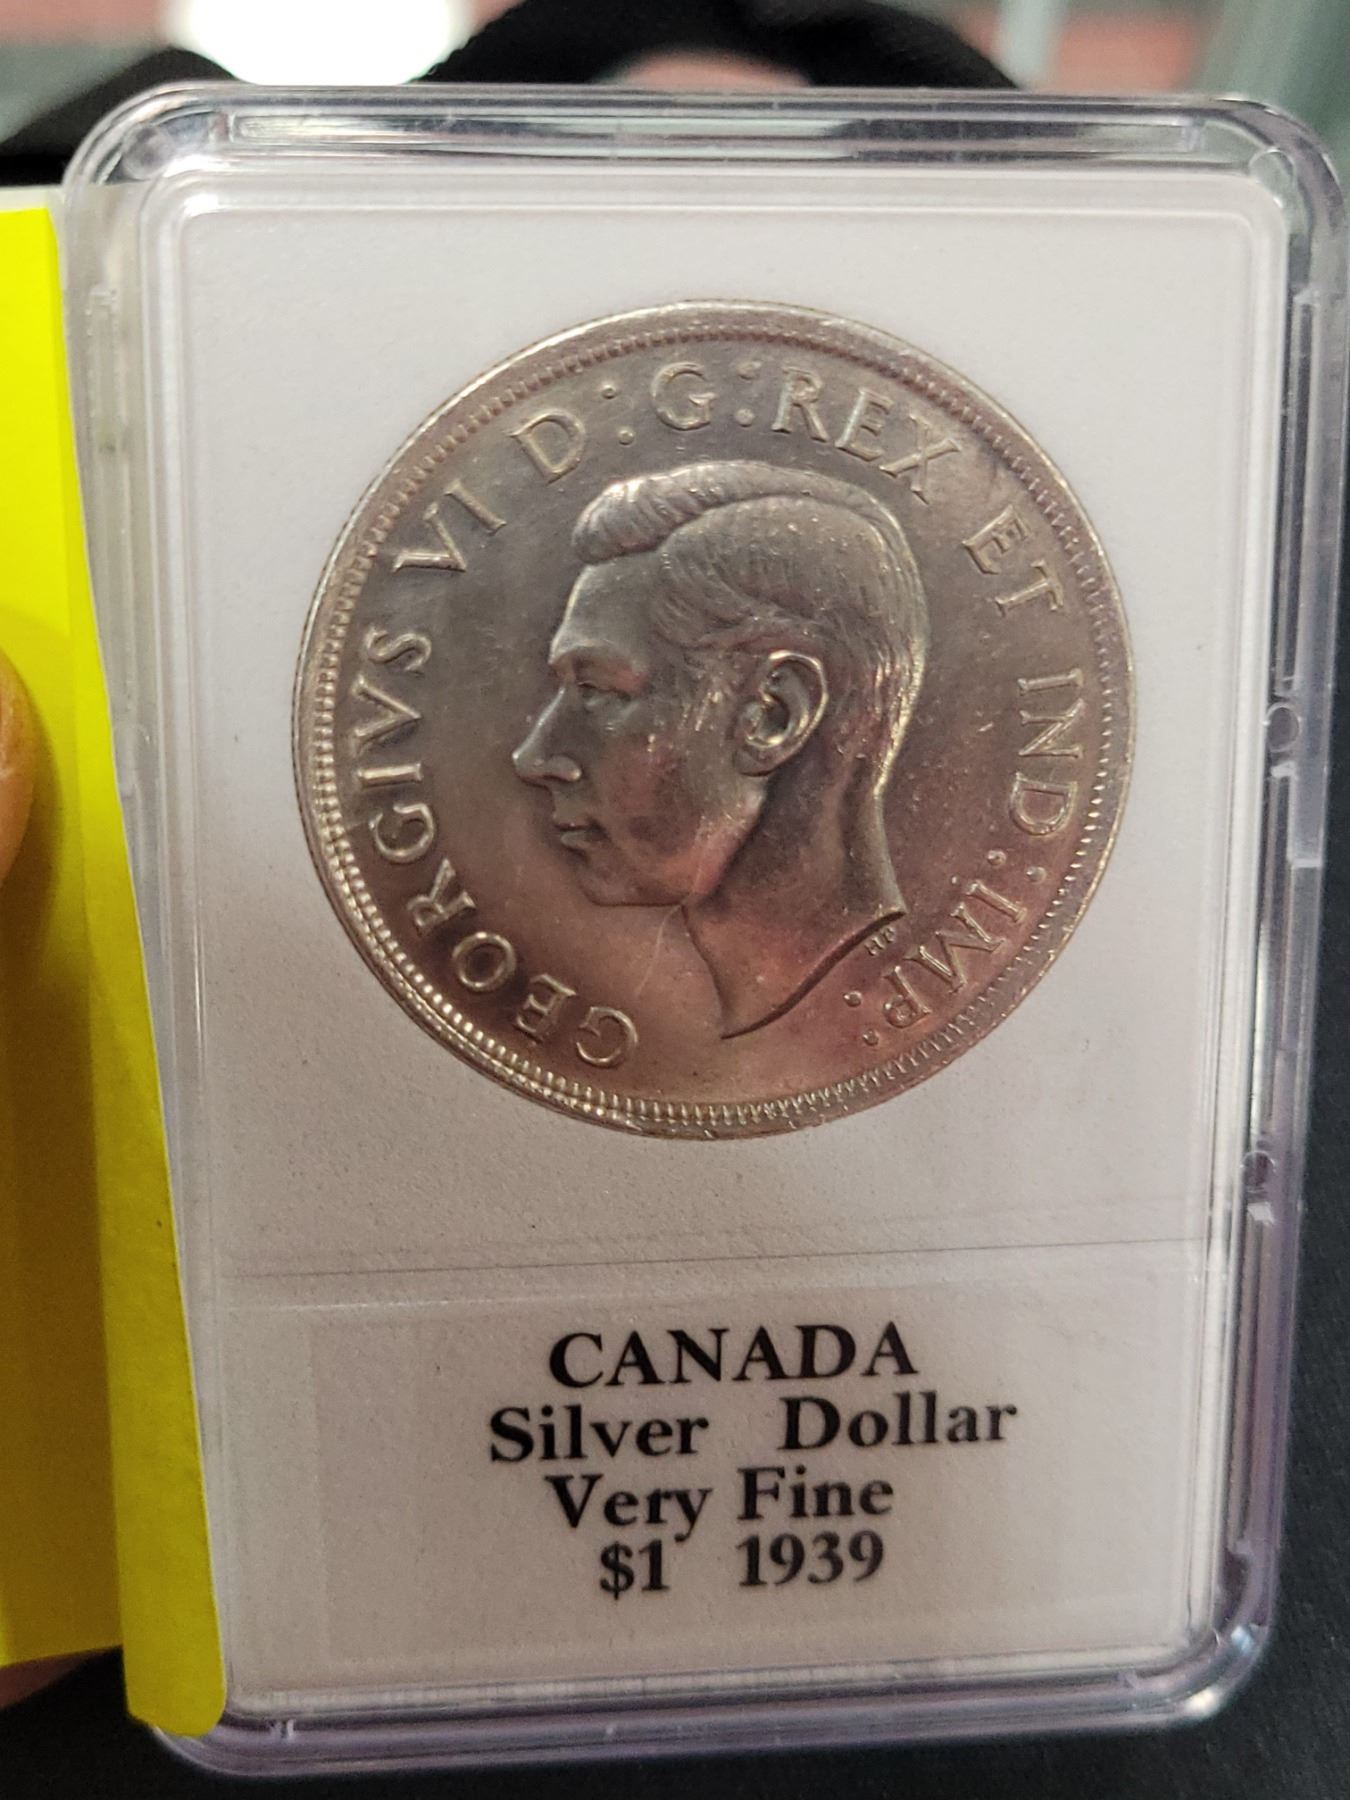 GEORGIVS VI D:G:REX ET IND:IMP:
HP
CANADA
Silver Dollar
Very Fine
$1 1939